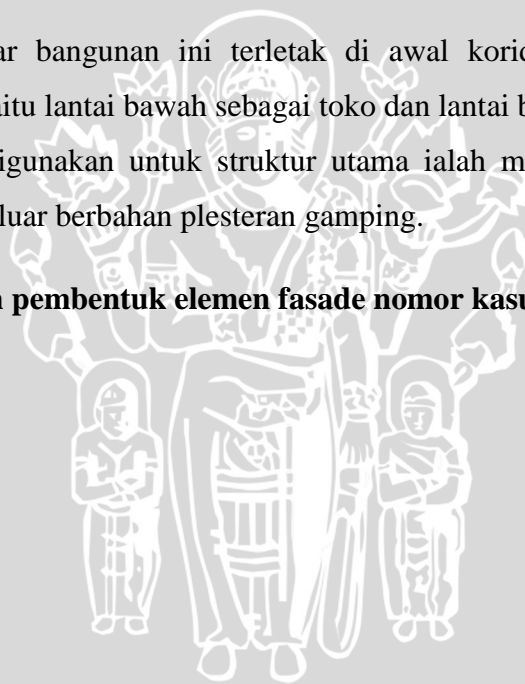 ar bangunan ini terletak di awal korid
aitu lantai bawah sebagai toko dan lantai b
igunakan untuk struktur utama ialah m
luar berbahan plesteran gamping.
n pembentuk elemen fasade nomor kasu